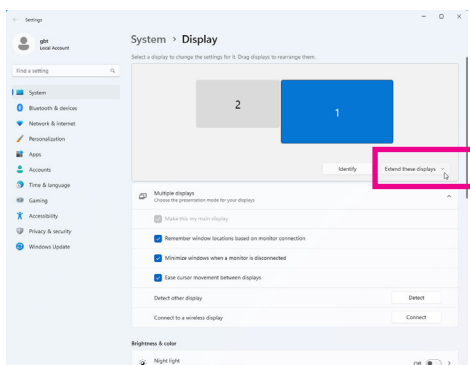 Settings
gbt
Local Account
Find a setting
System
Bluetooth & devices
Network & internet
Personalization
Apps
Accounts
Time & language
Gaming
Accessibility
Privacy & security
Windows Update
System > Display
Select a display to change the settings for it. Drag displays to rearrange them.
2
1
Identify
Extend these displays
Multiple displays
Choose the presentation mode for your displays
Make this my main display
Remember window locations based on monitor connection
Minimize windows when a monitor is disconnected
Ease cursor movement between displays
Detect other display
Detect
Connect to a wireless display
Connect
Brightness & color
Night light
Off